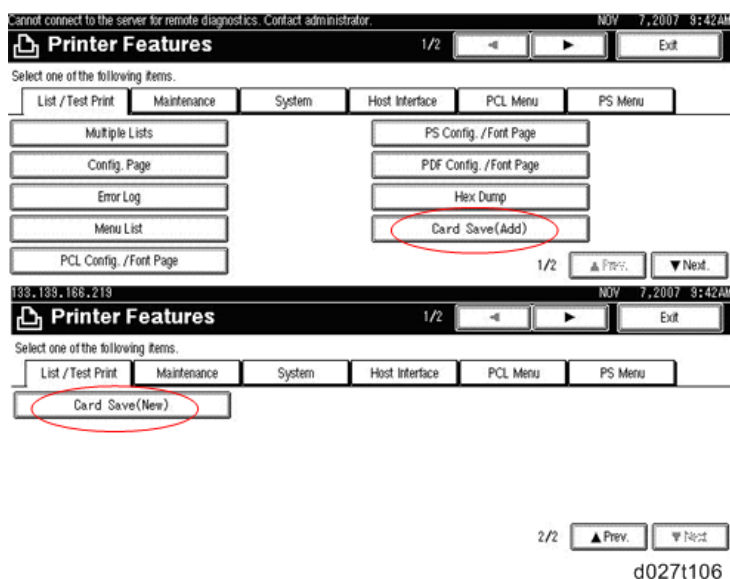 Cannot connect to the server for remote diagnostics. Contact administrator. NOV 7,2007 9:42AM
Printer Features 1/2 ◀ ▶ Exit
Select one of the following items.
List / Test Print Maintenance System Host Interface PCL Menu PS Menu
Multiple Lists PS Config. / Font Page
Config. Page PDF Config. / Font Page
Error Log Hex Dump
Menu List Card Save(Add)
PCL Config. / Font Page 1/2 ▲ Prev. ▼ Next.
133.139.166.219 NOV 7,2007 9:42AM
Printer Features 1/2 ◀ ▶ Exit
Select one of the following items.
List / Test Print Maintenance System Host Interface PCL Menu PS Menu
Card Save(New)
2/2 ▲ Prev. ▼ Next
d027t106